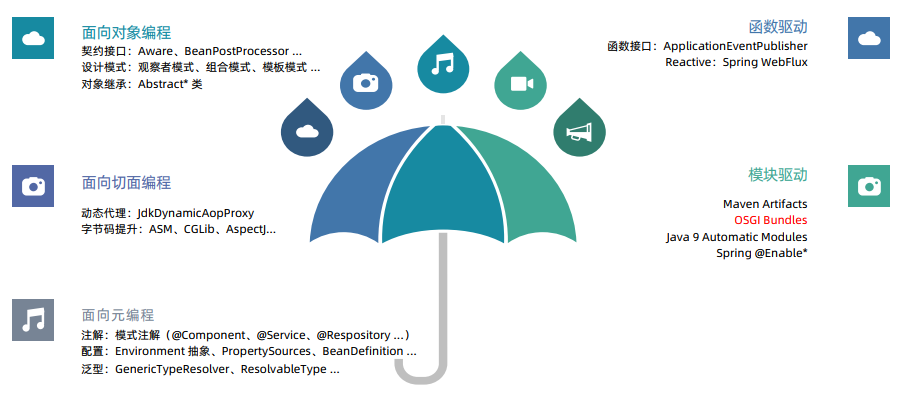 面向对象编程
契约接口：Aware、BeanPostProcessor ...
设计模式：观察者模式、组合模式、模板模式 ...
对象继承：Abstract* 类
面向切面编程
动态代理：JdkDynamicAopProxy
字节码提升：ASM、CGLib、AspectJ...
面向元编程
注解：模式注解（@Component、@Service、@Respository ...）
配置：Environment 抽象、PropertySources、BeanDefinition ...
泛型：GenericTypeResolver、ResolvableType ...
函数驱动
函数接口：ApplicationEventPublisher
Reactive：Spring WebFlux
模块驱动
Maven Artifacts
OSGI Bundles
Java 9 Automatic Modules
Spring @Enable*